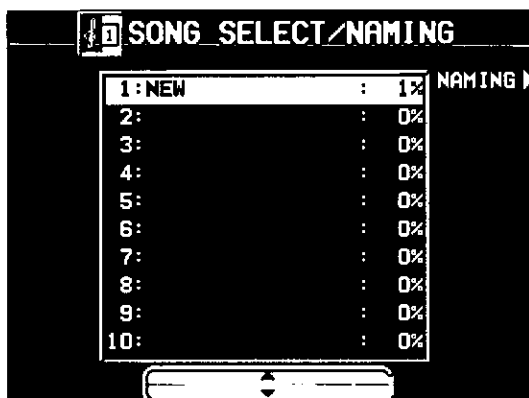 SONG SELECT/NAMING
NAMING
1:NEW : 1%
2: : 0%
3: : 0%
4: : 0%
5: : 0%
6: : 0%
7: : 0%
8: : 0%
9: : 0%
10: : 0%